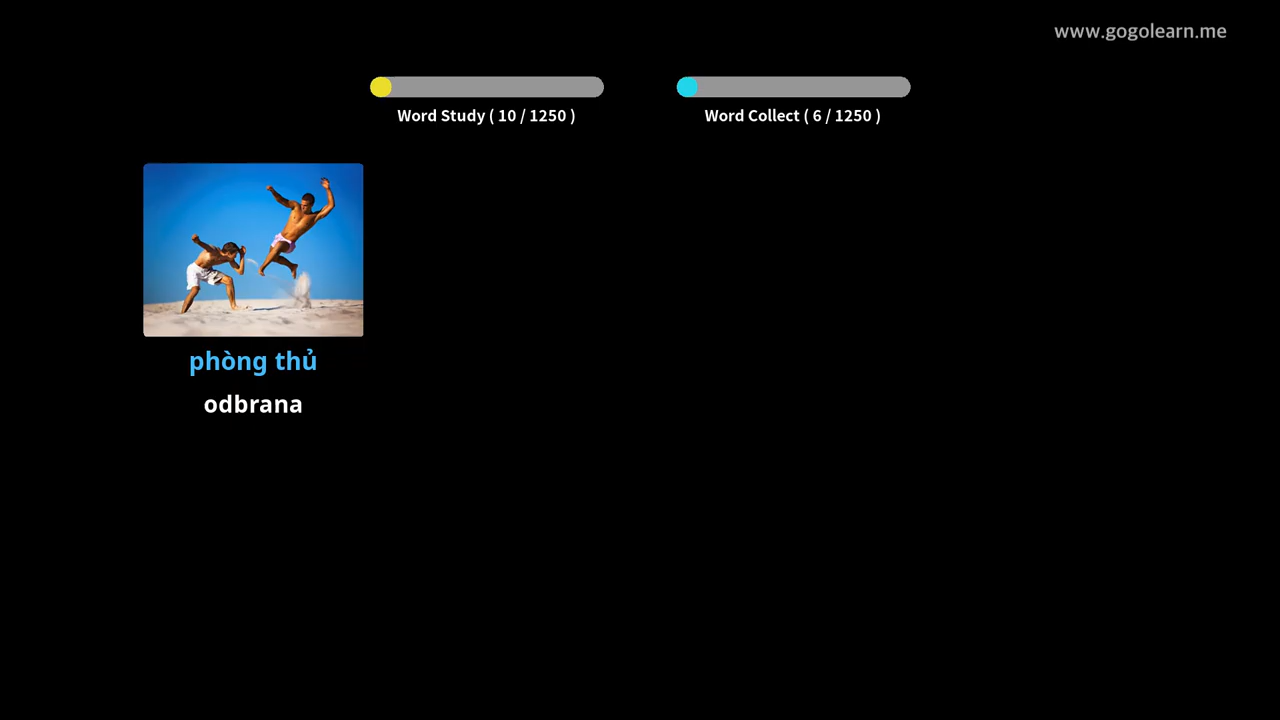 www.gogolearn.me
Word Study ( 10 / 1250 )
Word Collect ( 6 / 1250 )
phòng thủ
odbrana